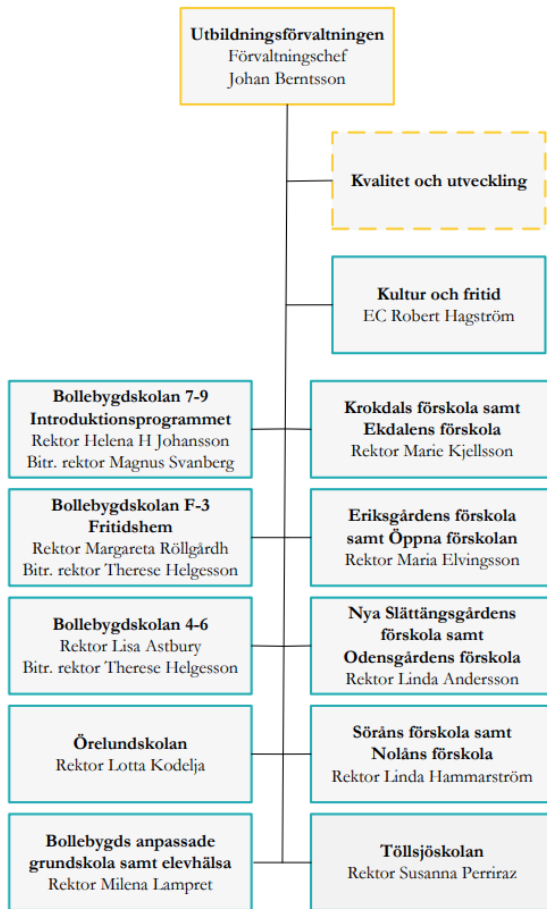 Utbildningsförvaltningen
Förvaltningschef
Johan Berntsson
Kvalitet och utveckling
Kultur och fritid
EC Robert Hagström
Bollebygdskolan 7-9
Introduktionsprogrammet
Rektor Helena H Johansson
Bitr. rektor Magnus Svanberg
Krokdals förskola samt
Ekdalens förskola
Rektor Marie Kjellsson
Bollebygdskolan F-3
Fritidshem
Rektor Margareta Röllgårdh
Bitr. rektor Therese Helgesson
Eriksgårdens förskola
samt Öppna förskolan
Rektor Maria Elvingsson
Bollebygdskolan 4-6
Rektor Lisa Astbury
Bitr. rektor Therese Helgesson
Nya Slättängsgårdens
förskola samt
Odensgårdens förskola
Rektor Linda Andersson
Örelundskolan
Rektor Lotta Kodelja
Söråns förskola samt
Nolåns förskola
Rektor Linda Hammarström
Bollebygds anpassade
grundskola samt elevhälsa
Rektor Milena Lampret
Töllsjöskolan
Rektor Susanna Perriraz